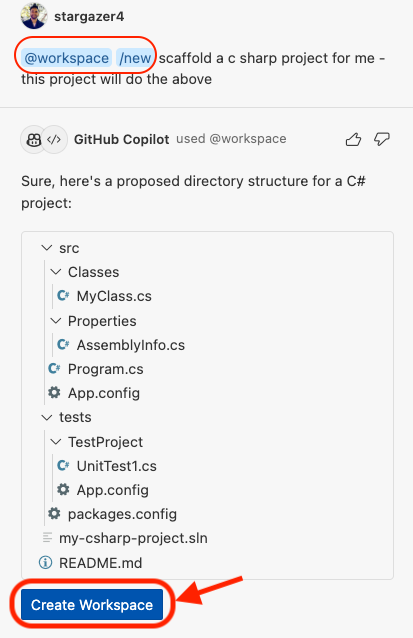 stargazer4
@workspace /new scaffold a c sharp project for me -
this project will do the above
GitHub Copilot used @workspace
Sure, here's a proposed directory structure for a C#
project:
src
Classes
C# MyClass.cs
Properties
C# AssemblyInfo.cs
C# Program.cs
App.config
tests
TestProject
C# UnitTest1.cs
App.config
packages.config
my-csharp-project.sln
README.md
Create Workspace